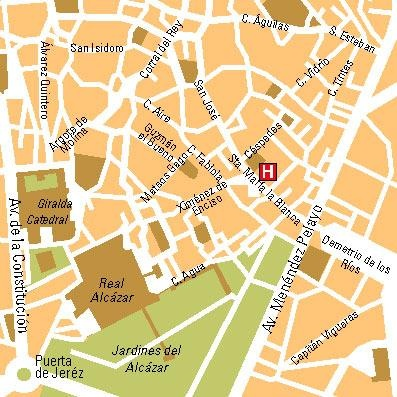 C. Águilas
S. Esteban
San Isidoro
Corral del Rey
Álvarez Quintero
C. Vidrio
C. Tintes
San José
C. Aire
Argote de
Molina
Guzmán
el Bueno
Céspedes
C. Fabiola
Mateos Gago
Sta. María la Blanca
H
Giralda
Catedral
Ximénez de
Enciso
Av. de la Constitución
Av. Menéndez Pelayo
Demetrio de los
Ríos
C. Agua
Real
Alcázar
Capitán Vigueras
Jardines del
Alcázar
Puerta
de Jeréz